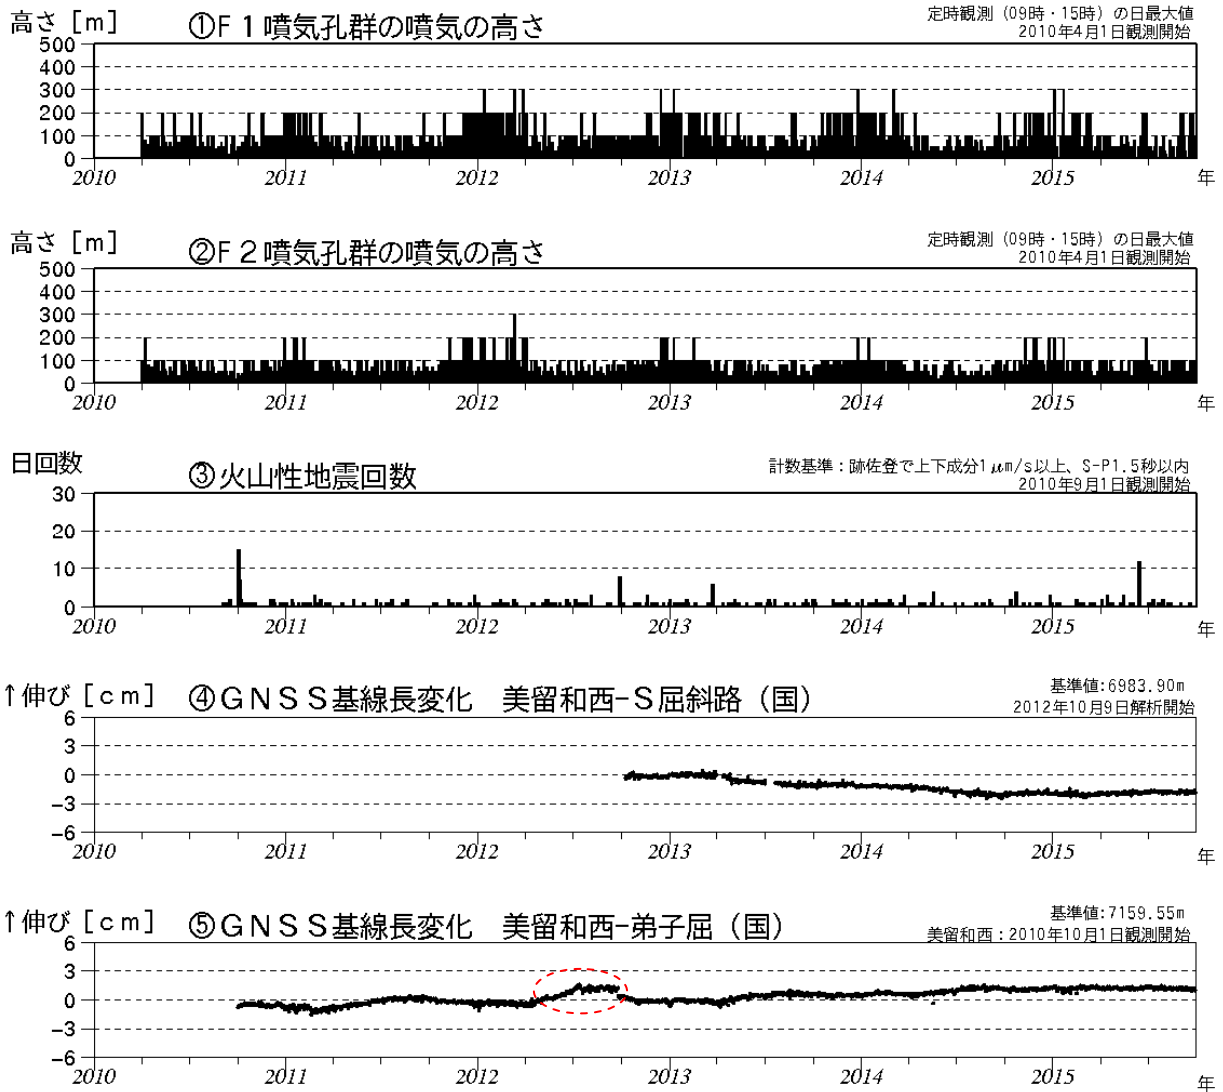 高さ [m]
①F1噴気孔群の噴気の高さ
定時観測 (09時・15時) の日最大値
2010年4月1日観測開始
500
400
300
200
100
0
2010 2011 2012 2013 2014 2015 年
高さ [m]
②F2噴気孔群の噴気の高さ
定時観測 (09時・15時) の日最大値
2010年4月1日観測開始
500
400
300
200
100
0
2010 2011 2012 2013 2014 2015 年
日回数
③火山性地震回数
計数基準：跡佐登で上下成分1μm/s以上、S-P1.5秒以内
2010年9月1日観測開始
30
20
10
0
2010 2011 2012 2013 2014 2015 年
↑伸び [cm]
④GNSS基線長変化 美留和西-S屈斜路（国）
基準値:6983.90m
2012年10月9日解析開始
6
3
0
-3
-6
2010 2011 2012 2013 2014 2015 年
↑伸び [cm]
⑤GNSS基線長変化 美留和西-弟子屈（国）
基準値:7159.55m
美留和西：2010年10月1日観測開始
6
3
0
-3
-6
2010 2011 2012 2013 2014 2015 年